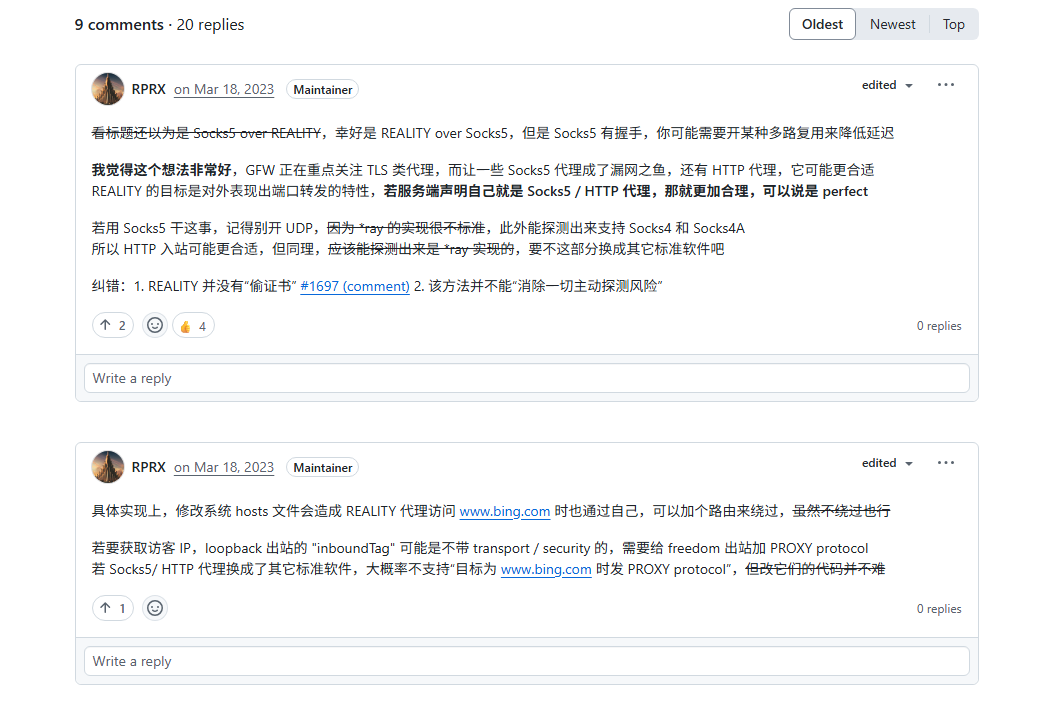 9 comments · 20 replies
Oldest Newest Top
RPRX on Mar 18, 2023 Maintainer edited
看标题还以为是 Socks5 over REALITY，幸好是 REALITY over Socks5，但是 Socks5 有握手，你可能需要开某种多路复用来降低延迟
我觉得这个想法非常好，GFW 正在重点关注 TLS 类代理，而让一些 Socks5 代理成了漏网之鱼，还有 HTTP 代理，它可能更合适
REALITY 的目标是对外表现出端口转发的特性，若服务端声明自己就是 Socks5 / HTTP 代理，那就更加合理，可以说是 perfect
若用 Socks5 干这事，记得别开 UDP，因为 *ray 的实现很不标准，此外能探测出来支持 Socks4 和 Socks4A
所以 HTTP 入站可能更合适，但同理，应该能探测出来是 *ray 实现的，要不这部分换成其它标准软件吧
纠错：1. REALITY 并没有“偷证书” #1697 (comment) 2. 该方法并不能“消除一切主动探测风险”
2 4 0 replies
Write a reply
RPRX on Mar 18, 2023 Maintainer edited
具体实现上，修改系统 hosts 文件会造成 REALITY 代理访问 www.bing.com 时也通过自己，可以加个路由来绕过，虽然不绕过也行
若要获取访客 IP，loopback 出站的 "inboundTag" 可能是不带 transport / security 的，需要给 freedom 出站加 PROXY protocol
若 Socks5/ HTTP 代理换成了其它标准软件，大概率不支持“目标为 www.bing.com 时发 PROXY protocol”，但改它们的代码并不难
1 0 replies
Write a reply